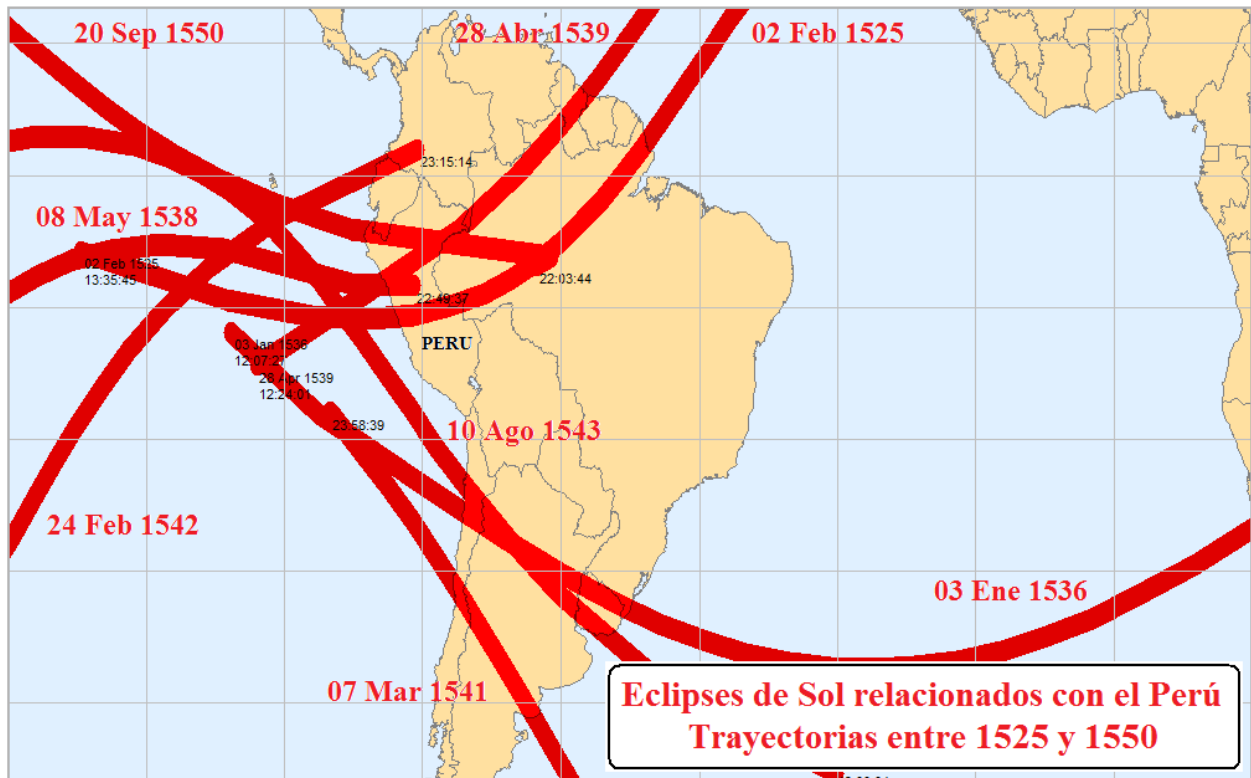 20 Sep 1550
28 Abr 1539
02 Feb 1525
23:15:14
08 May 1538
02 Feb 1525
13:35:45
22:03:44
22:49:37
03 Jan 1536
12:07:27
PERU
28 Apr 1539
12:24:01
23:58:39
10 Ago 1543
24 Feb 1542
03 Ene 1536
07 Mar 1541
Eclipses de Sol relacionados con el Perú
Trayectorias entre 1525 y 1550